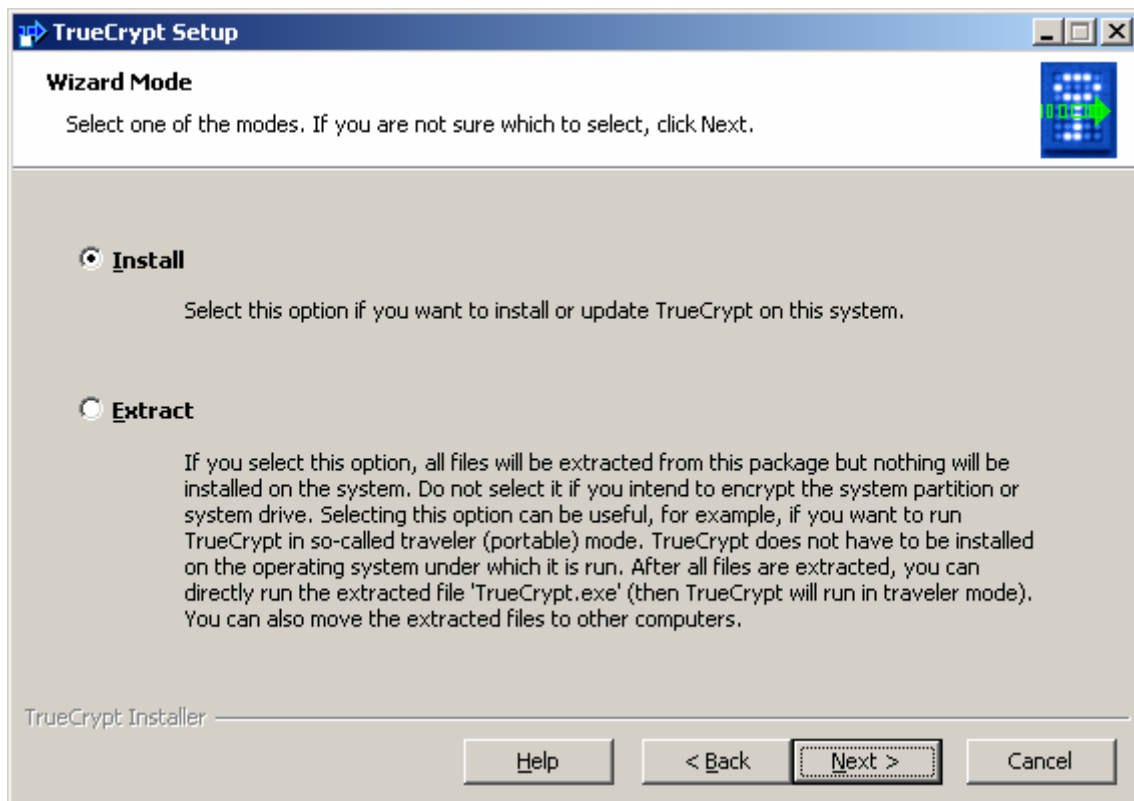 TrueCrypt Setup
Wizard Mode
Select one of the modes. If you are not sure which to select, click Next.
Install
Select this option if you want to install or update TrueCrypt on this system.
Extract
If you select this option, all files will be extracted from this package but nothing will be
installed on the system. Do not select it if you intend to encrypt the system partition or
system drive. Selecting this option can be useful, for example, if you want to run
TrueCrypt in so-called traveler (portable) mode. TrueCrypt does not have to be installed
on the operating system under which it is run. After all files are extracted, you can
directly run the extracted file 'TrueCrypt.exe' (then TrueCrypt will run in traveler mode).
You can also move the extracted files to other computers.
TrueCrypt Installer
Help < Back Next > Cancel